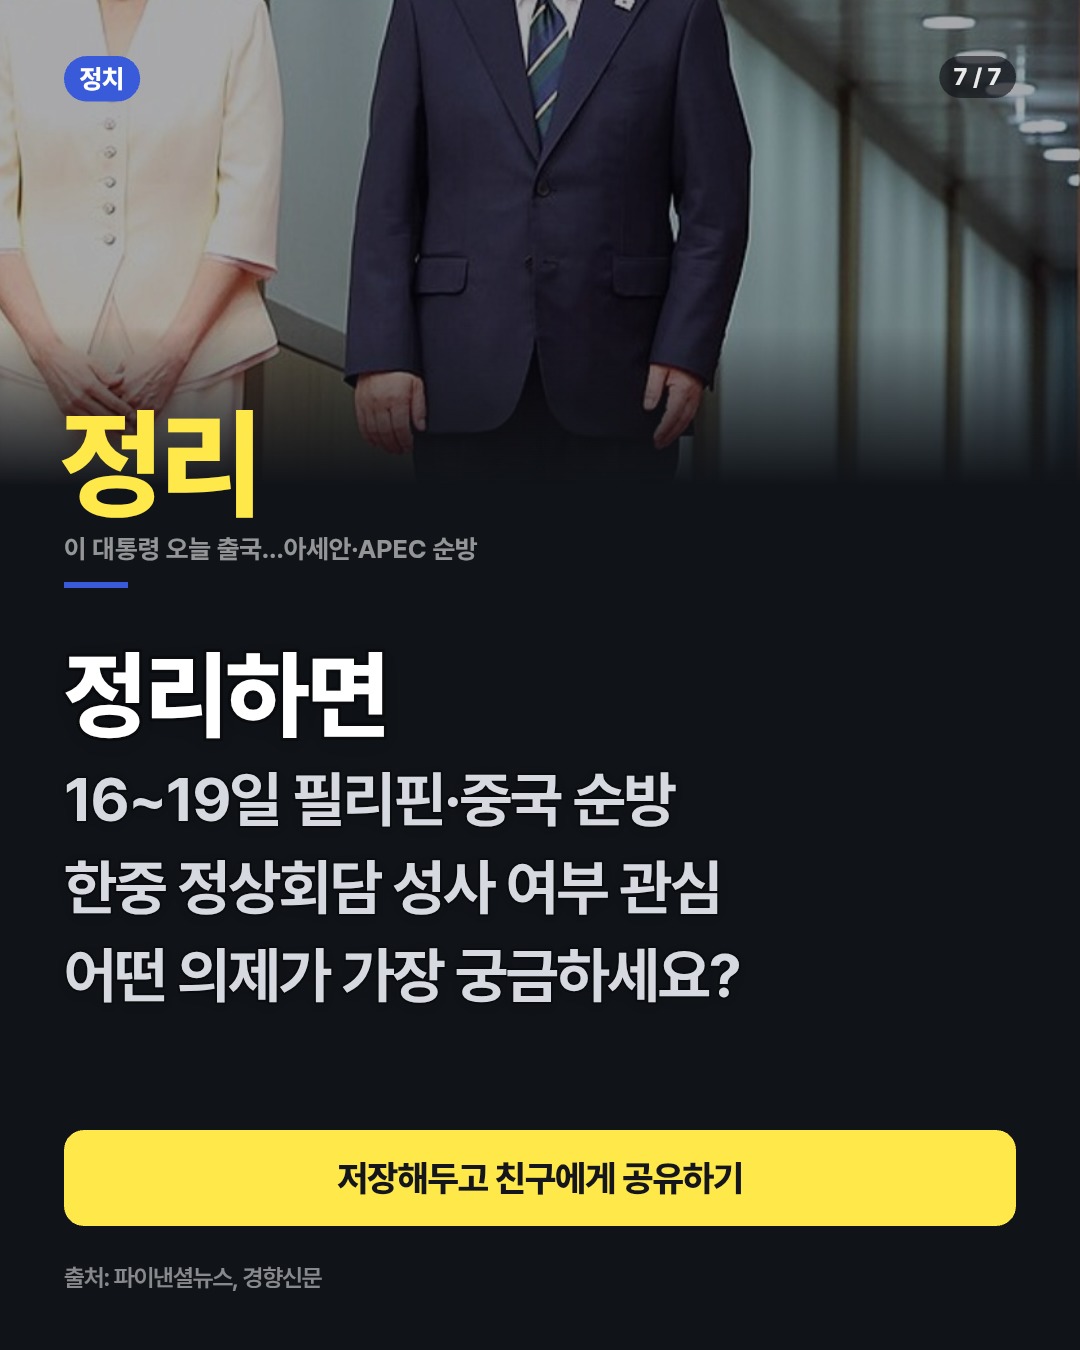 정치
7 / 7
정리
이 대통령 오늘 출국...아세안·APEC 순방
정리하면
16~19일 필리핀·중국 순방
한중 정상회담 성사 여부 관심
어떤 의제가 가장 궁금하세요?
저장해두고 친구에게 공유하기
출처: 파이낸셜뉴스, 경향신문